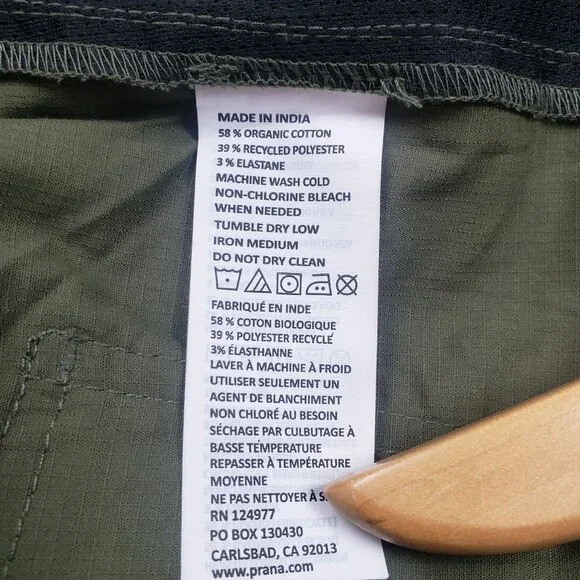 MADE IN INDIA
58 % ORGANIC COTTON
39 % RECYCLED POLYESTER
3 % ELASTANE
MACHINE WASH COLD
NON-CHLORINE BLEACH
WHEN NEEDED
TUMBLE DRY LOW
IRON MEDIUM
DO NOT DRY CLEAN
FABRIQUÉ EN INDE
58 % COTON BIOLOGIQUE
39 % POLYESTER RECYCLÉ
3% ÉLASTHANNE
LAVER À MACHINE À FROID
UTILISER SEULEMENT UN
AGENT DE BLANCHIMENT
NON CHLORÉ AU BESOIN
SÉCHAGE PAR CULBUTAGE À
BASSE TEMPÉRATURE
REPASSER À TEMPÉRATURE
MOYENNE
NE PAS NETTOYER À
RN 124977
PO BOX 130430
CARLSBAD, CA 92013
www.prana.com